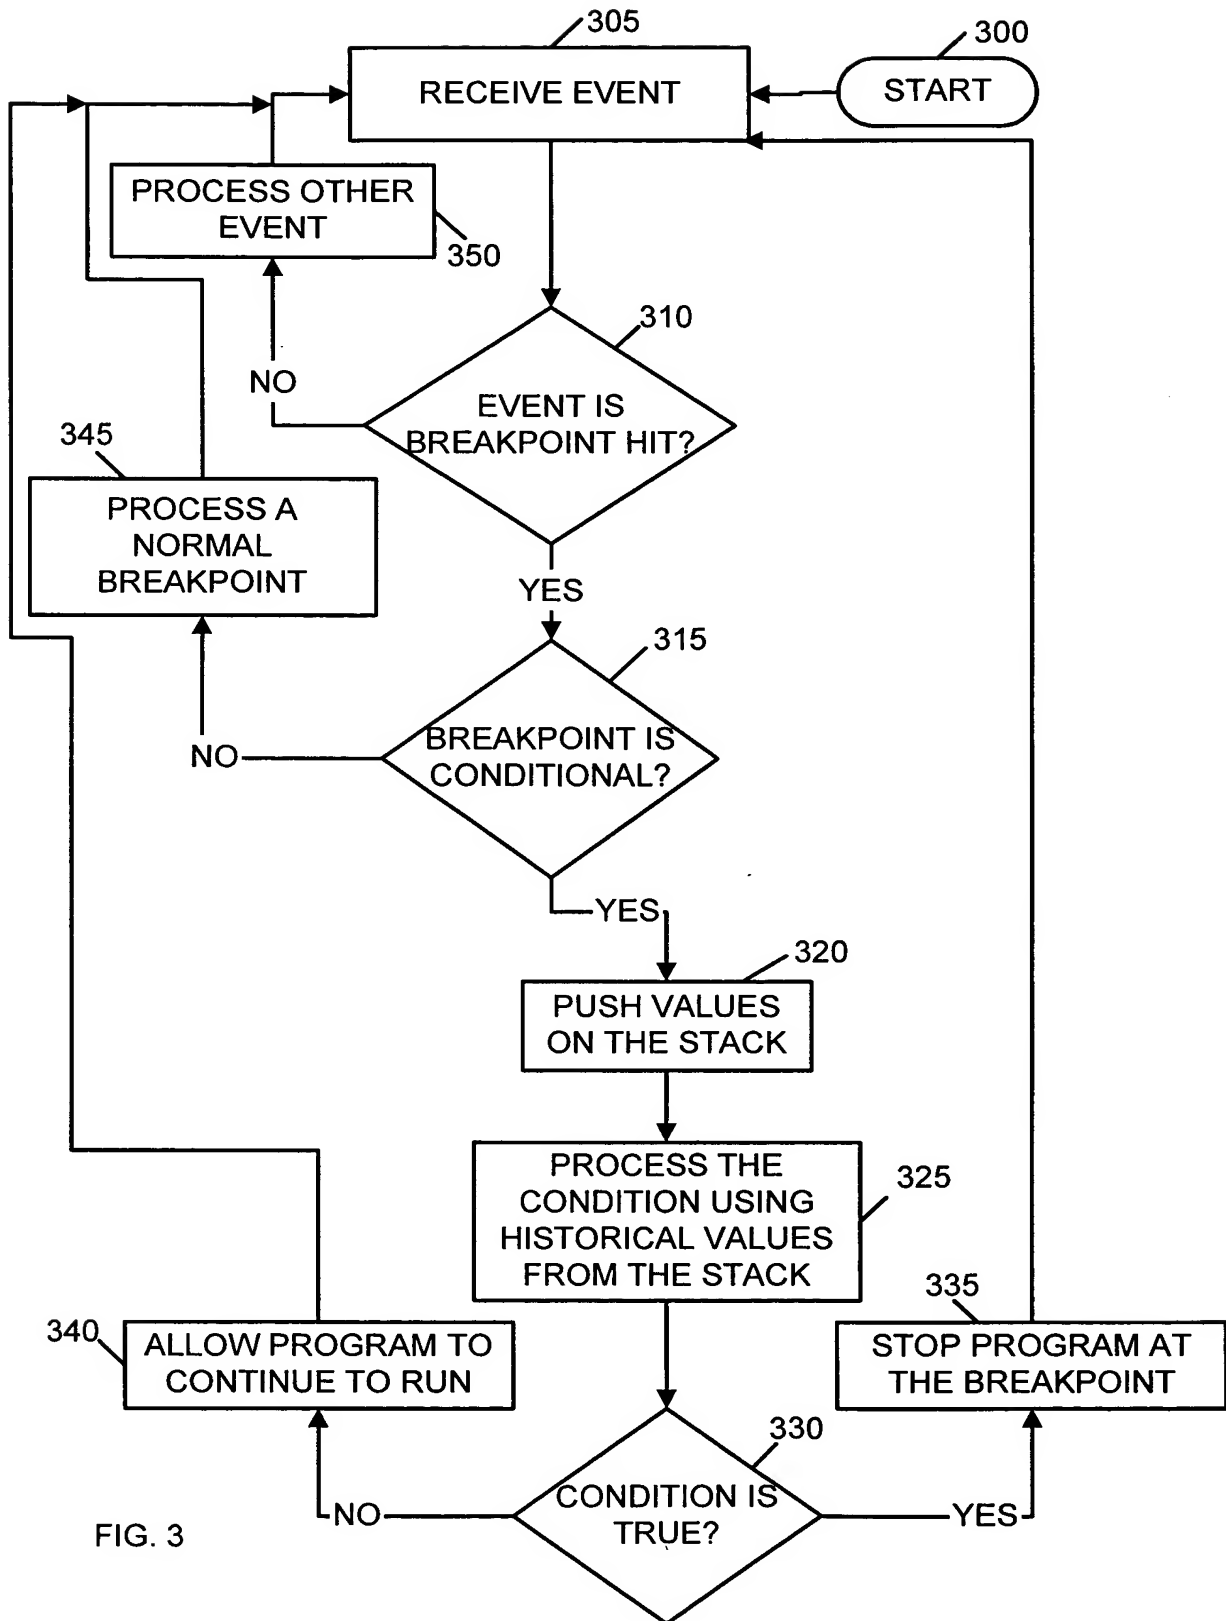 305
300
RECEIVE EVENT
START
PROCESS OTHER
EVENT
350
310
NO
EVENT IS
BREAKPOINT HIT?
345
PROCESS A
NORMAL
BREAKPOINT
YES
315
BREAKPOINT IS
CONDITIONAL?
NO
YES
320
PUSH VALUES
ON THE STACK
PROCESS THE
CONDITION USING
HISTORICAL VALUES
FROM THE STACK
325
335
340
ALLOW PROGRAM TO
CONTINUE TO RUN
STOP PROGRAM AT
THE BREAKPOINT
330
CONDITION IS
TRUE?
NO
YES
FIG. 3